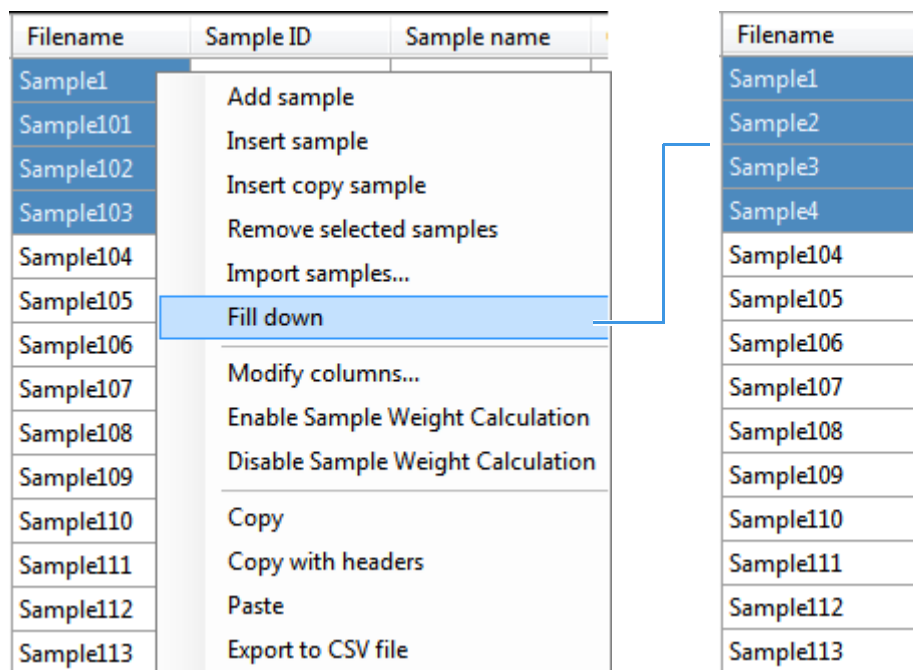 Filename Sample ID Sample name
Sample1
Sample101
Sample102
Sample103
Sample104
Sample105
Sample106
Sample107
Sample108
Sample109
Sample110
Sample111
Sample112
Sample113
Add sample
Insert sample
Insert copy sample
Remove selected samples
Import samples...
Fill down
Modify columns...
Enable Sample Weight Calculation
Disable Sample Weight Calculation
Copy
Copy with headers
Paste
Export to CSV file
Filename
Sample1
Sample2
Sample3
Sample4
Sample104
Sample105
Sample106
Sample107
Sample108
Sample109
Sample110
Sample111
Sample112
Sample113